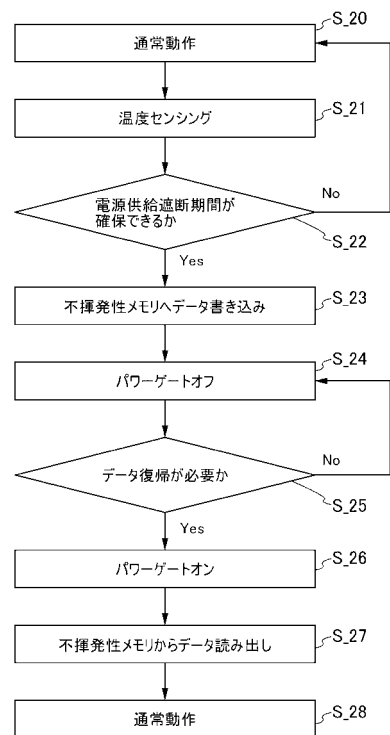 S_20
通常動作
S_21
温度センシング
電源供給遮断期間が
確保できるか
No
S_22
Yes
S_23
不揮発性メモリへデータ書き込み
S_24
パワーゲートオフ
データ復帰が必要か
No
S_25
Yes
S_26
パワーゲートオン
S_27
不揮発性メモリからデータ読み出し
S_28
通常動作